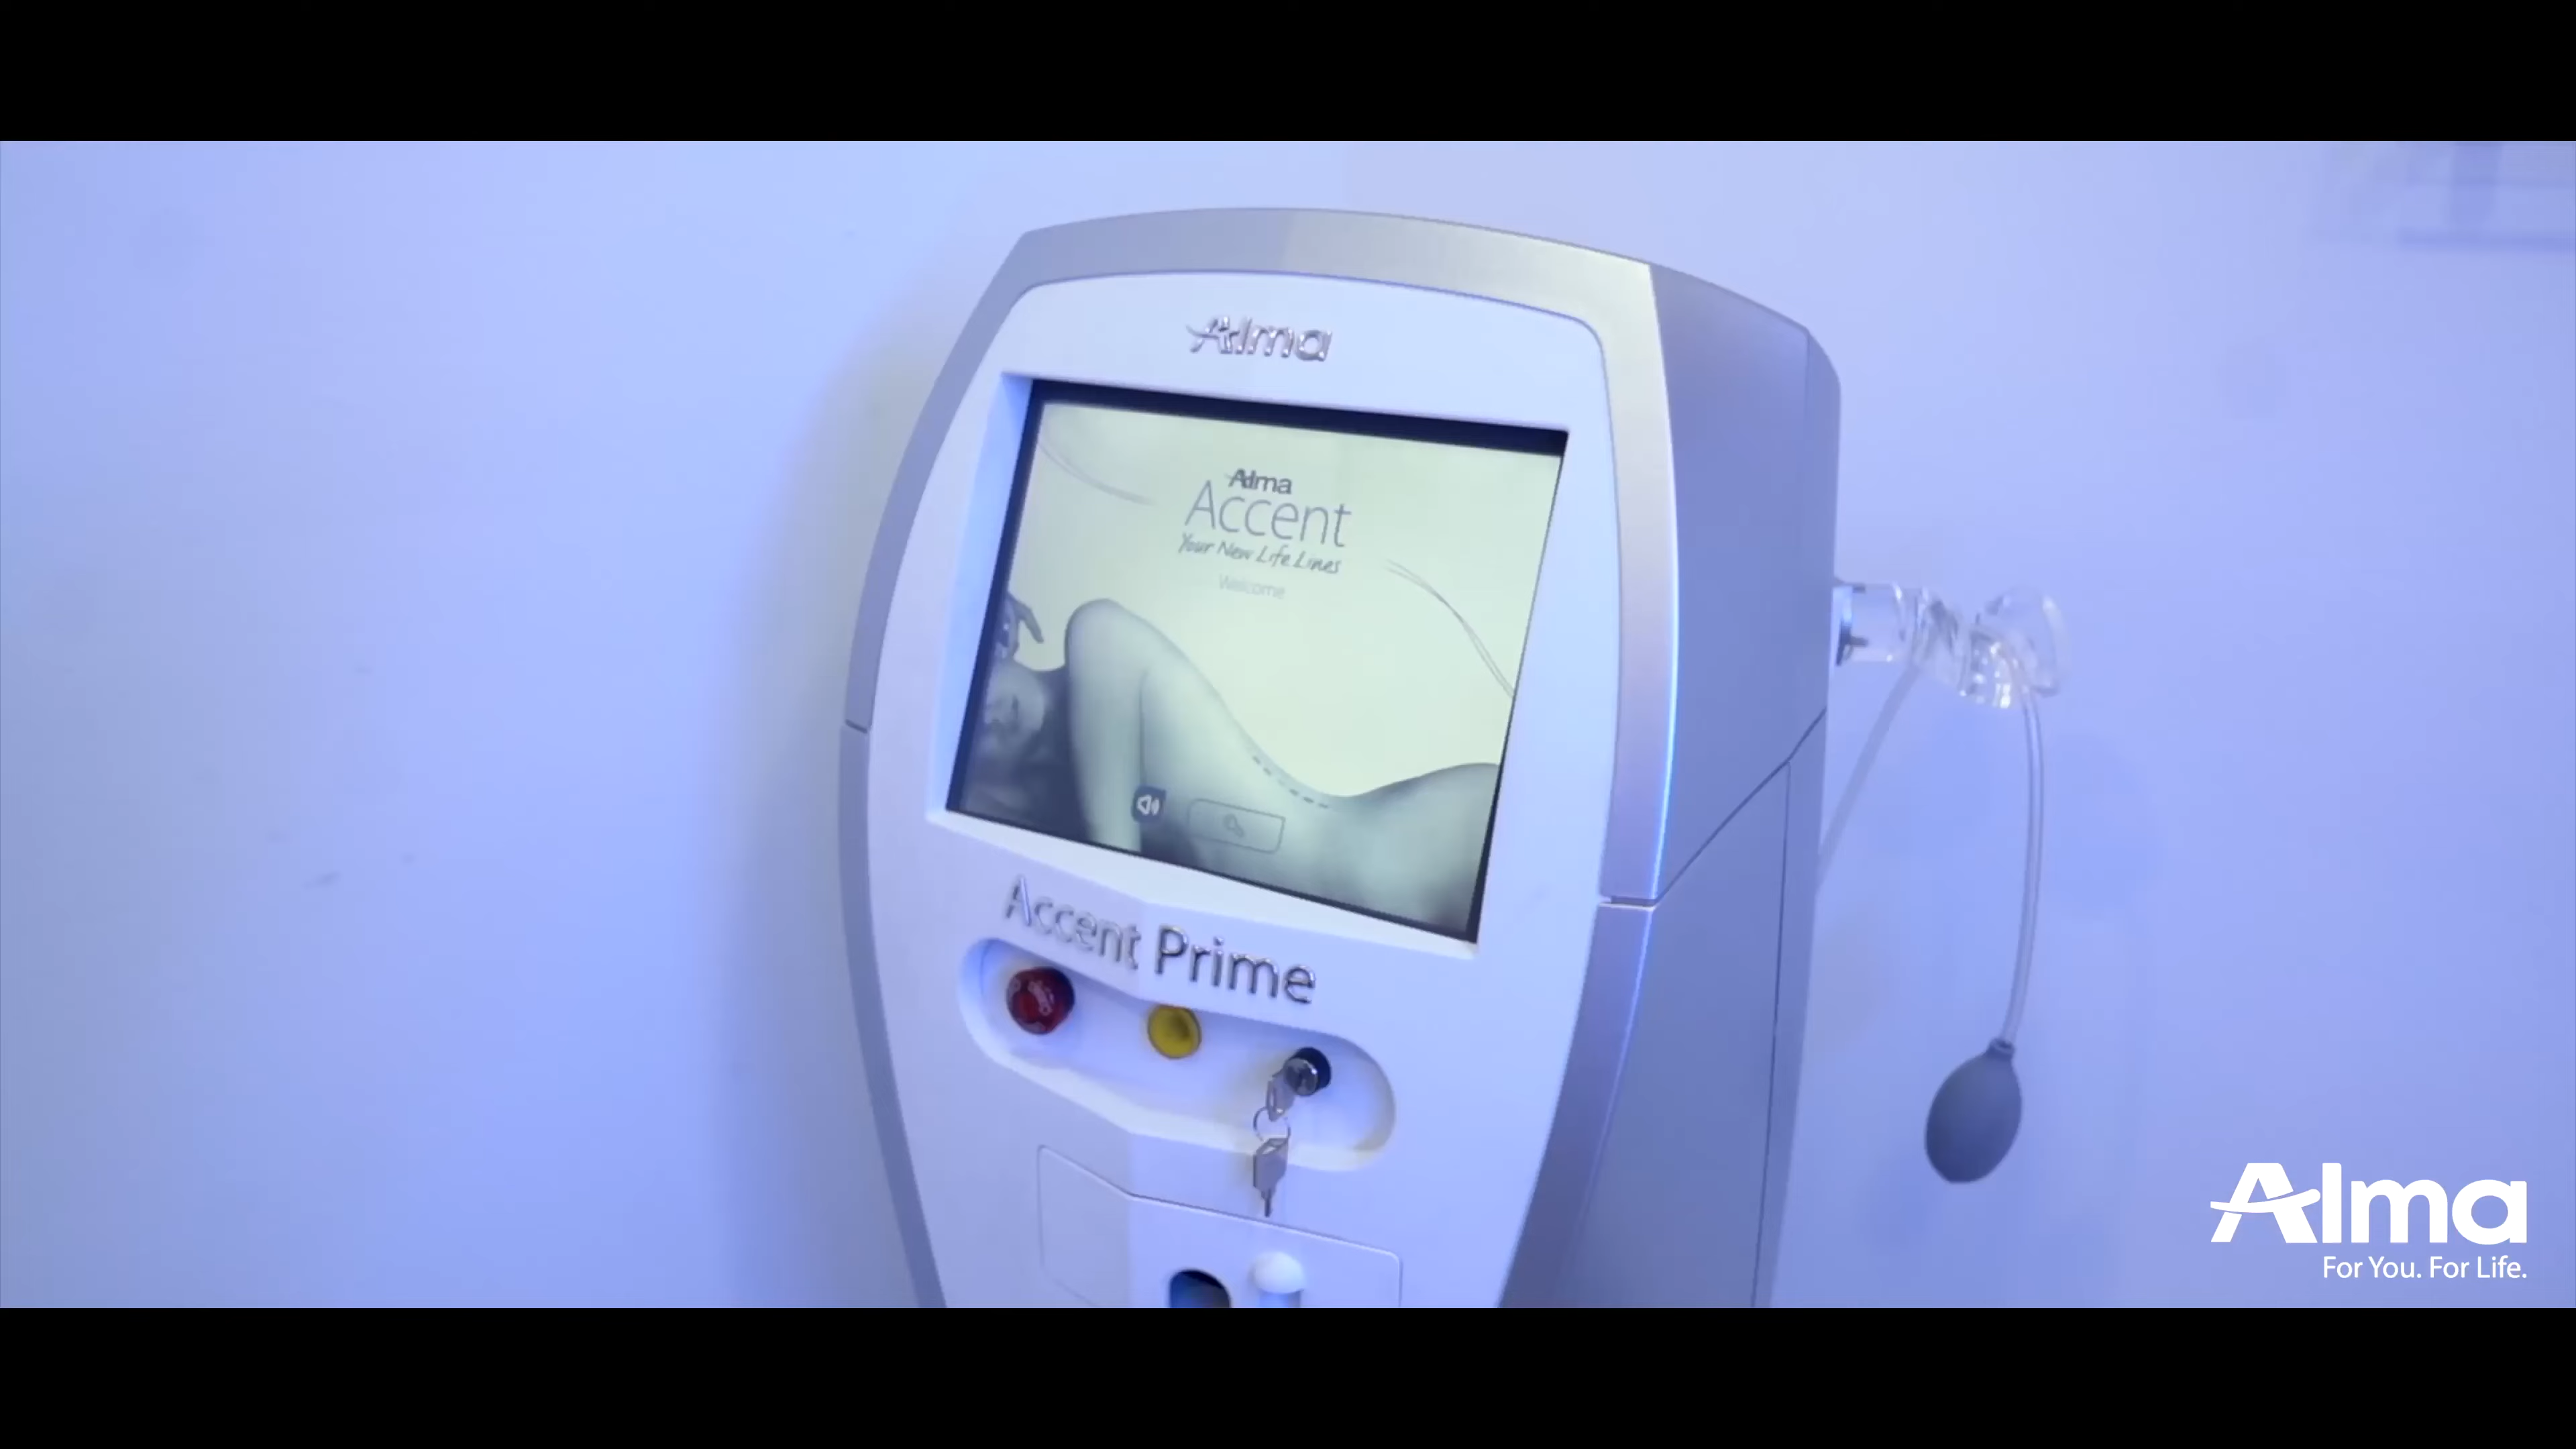 Alma
Alma
Accent
Your New Life Lines
Welcome
Accent Prime
Alma
For You. For Life.